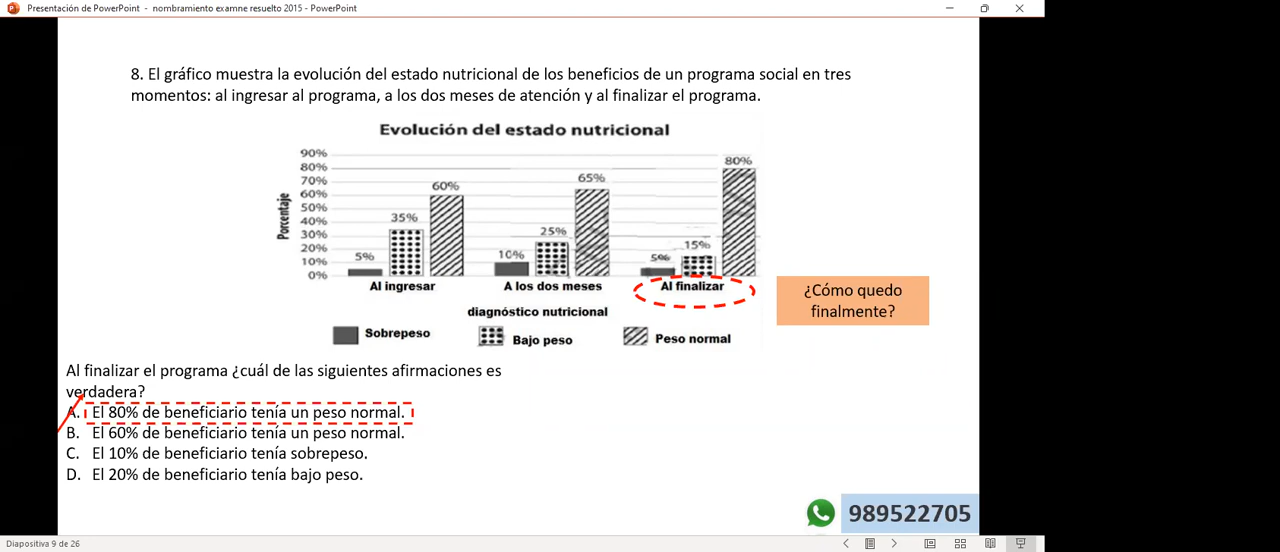 Presentación de PowerPoint - nombramiento examne resuelto 2015 - PowerPoint
8. El gráfico muestra la evolución del estado nutricional de los beneficios de un programa social en tres
momentos: al ingresar al programa, a los dos meses de atención y al finalizar el programa.
Evolución del estado nutricional
Porcentaje
90%
80%
70%
60%
50%
40%
30%
20%
10%
0%
5%
35%
60%
10%
25%
65%
5%
15%
80%
Al ingresar
A los dos meses
Al finalizar
diagnóstico nutricional
Sobrepeso
Bajo peso
Peso normal
¿Cómo quedo
finalmente?
Al finalizar el programa ¿cuál de las siguientes afirmaciones es
verdadera?
A. El 80% de beneficiario tenía un peso normal.
B. El 60% de beneficiario tenía un peso normal.
C. El 10% de beneficiario tenía sobrepeso.
D. El 20% de beneficiario tenía bajo peso.
989522705
Diapositiva 9 de 26